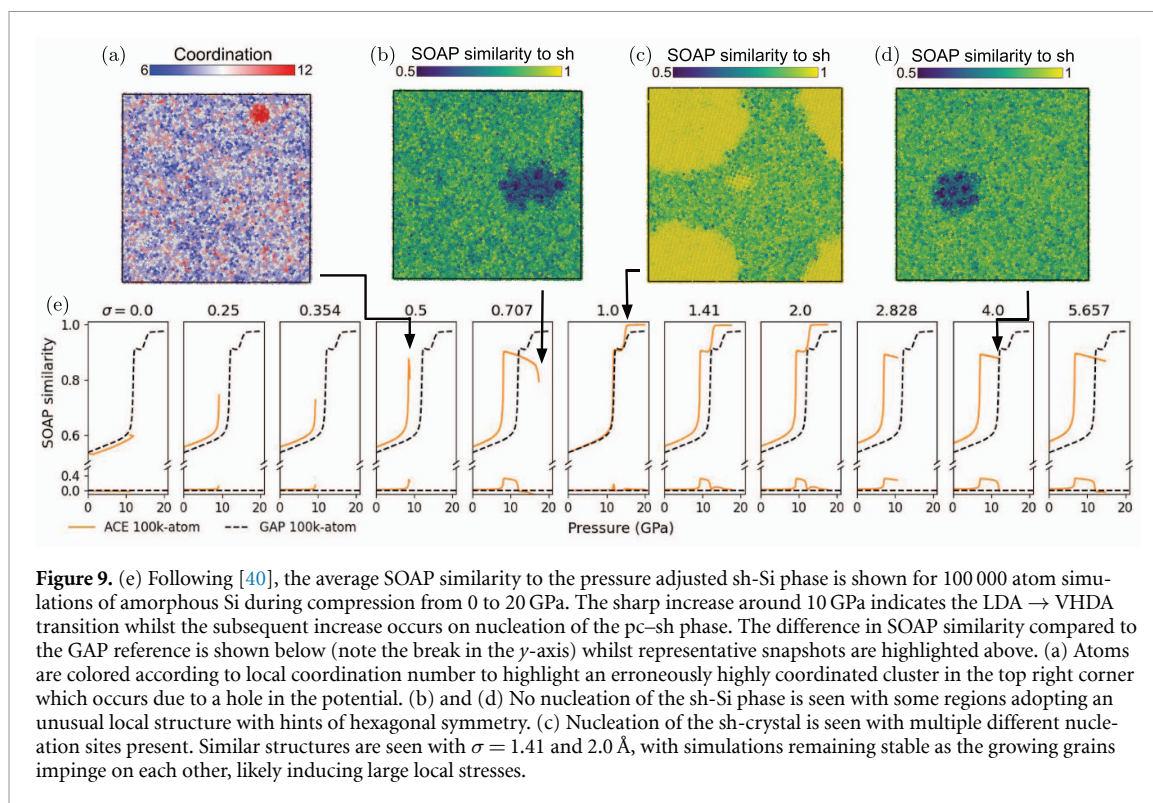 (a) Coordination
6 12
(b) SOAP similarity to sh
0.5 1
(c) SOAP similarity to sh
0.5 1
(d) SOAP similarity to sh
0.5 1
(e) σ = 0.0 0.25 0.354 0.5 0.707 1.0 1.41 2.0 2.828 4.0 5.657
SOAP similarity
1.0
0.8
0.6
0.4
0.0
0 10 20 0 10 20 0 10 20 0 10 20 0 10 20 0 10 20 0 10 20 0 10 20 0 10 20 0 10 20 0 10 20
ACE 100k-atom GAP 100k-atom Pressure (GPa)
Figure 9. (e) Following [40], the average SOAP similarity to the pressure adjusted sh-Si phase is shown for 100 000 atom simu-
lations of amorphous Si during compression from 0 to 20 GPa. The sharp increase around 10 GPa indicates the LDA → VHDA
transition whilst the subsequent increase occurs on nucleation of the pc–sh phase. The difference in SOAP similarity compared to
the GAP reference is shown below (note the break in the y-axis) whilst representative snapshots are highlighted above. (a) Atoms
are colored according to local coordination number to highlight an erroneously highly coordinated cluster in the top right corner
which occurs due to a hole in the potential. (b) and (d) No nucleation of the sh-Si phase is seen with some regions adopting an
unusual local structure with hints of hexagonal symmetry. (c) Nucleation of the sh-crystal is seen with multiple different nucle-
ation sites present. Similar structures are seen with σ = 1.41 and 2.0 Å, with simulations remaining stable as the growing grains
impinge on each other, likely inducing large local stresses.